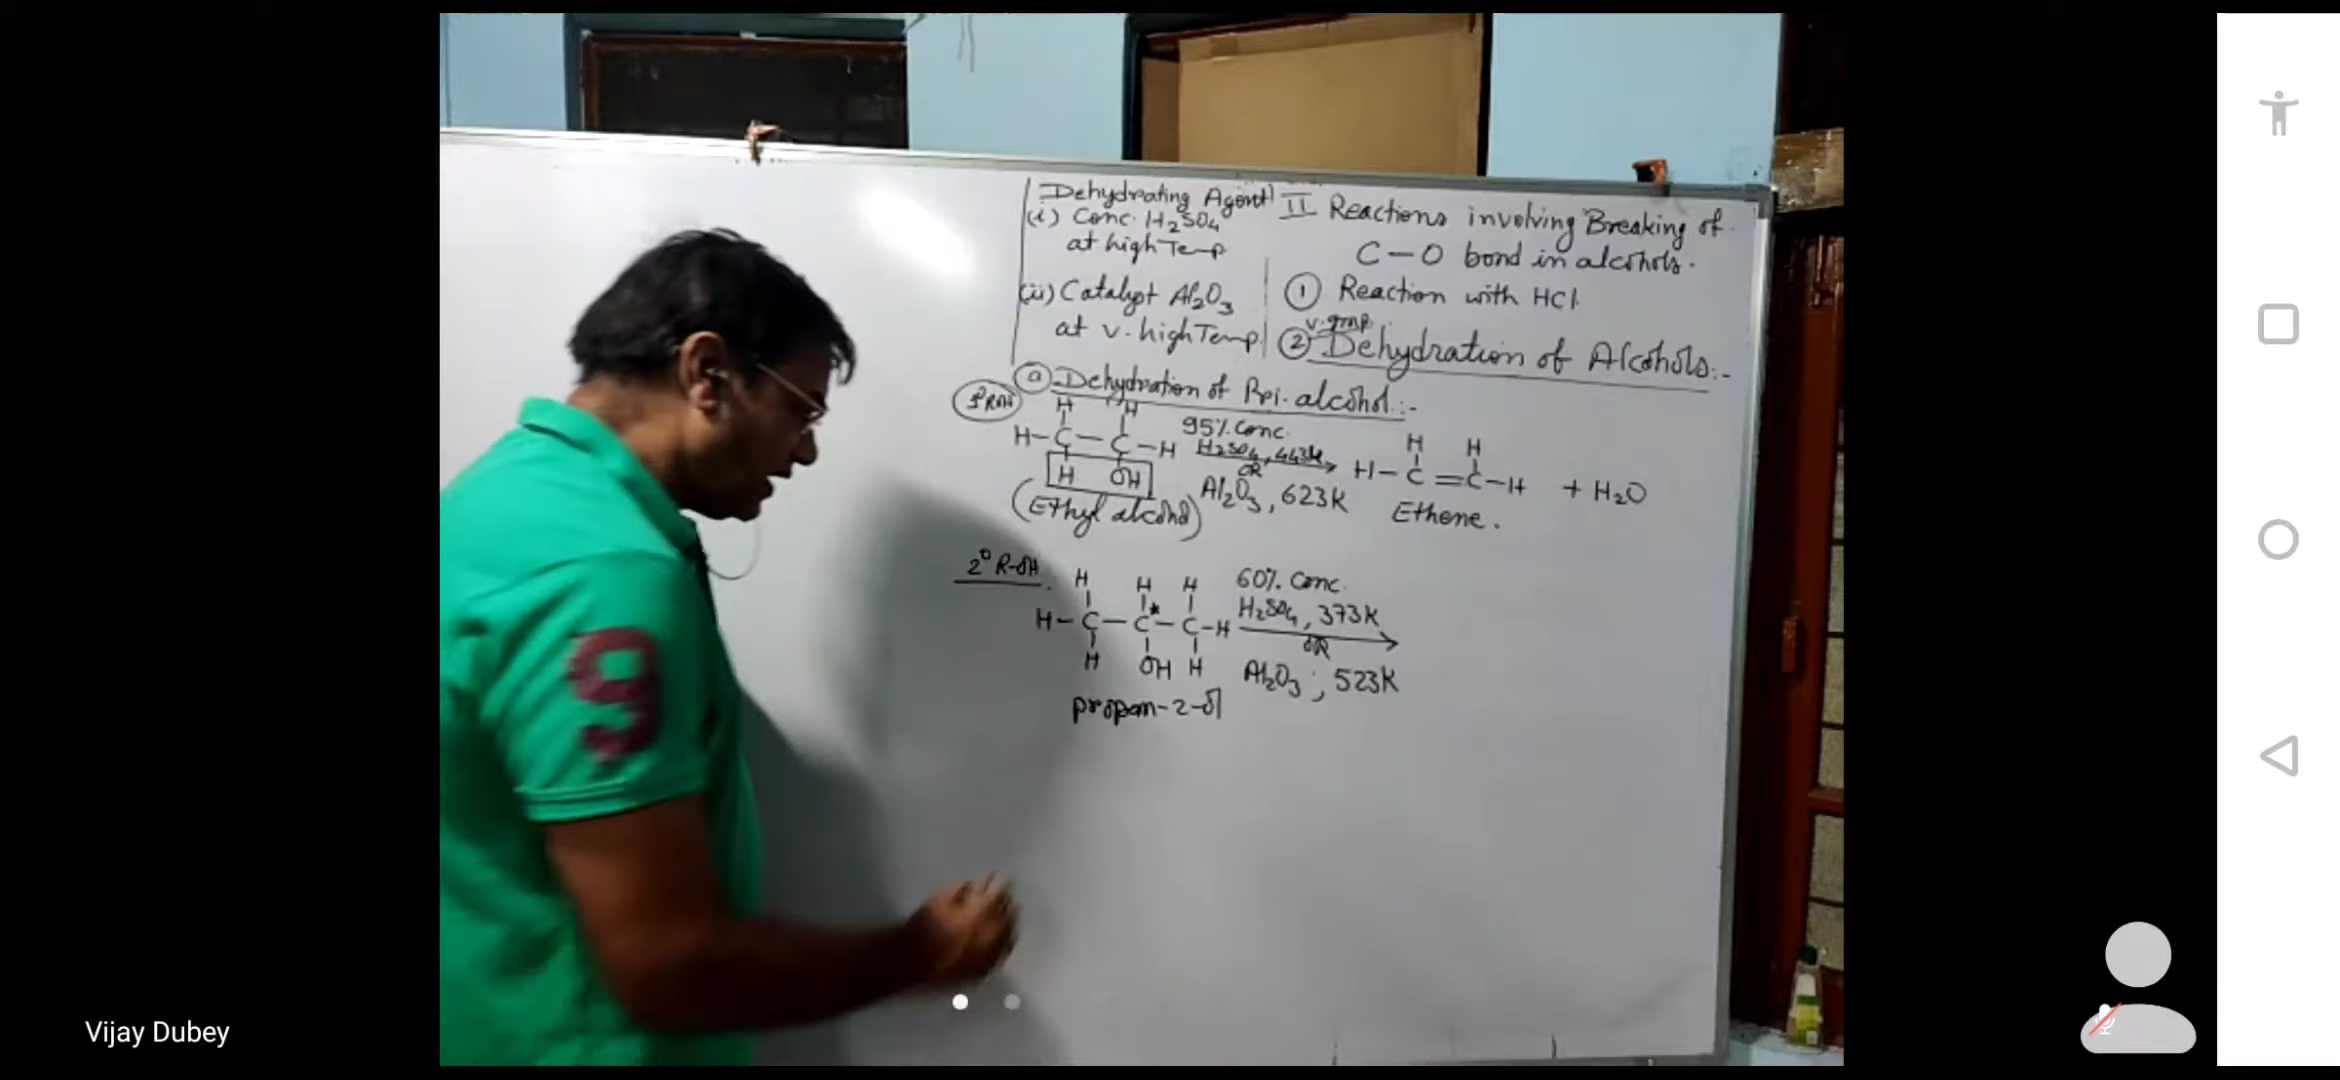 Dehydrating Agent
(i) Conc. H2SO4
at high Temp
(ii) Catalyst Al2O3
at v. high Temp.
II Reactions involving Breaking of
C-O bond in alcohols.
① Reaction with HCl
v. Imp.
② Dehydration of Alcohols:-
ⓐ Dehydration of Pri. alcohol:-
H H
H-C-C-H
H OH
(Ethyl alcohol)
95% Conc.
H2SO4, 443K
OR
Al2O3, 623K
H H
H-C=C-H + H2O
Ethene.
2° R-OH
H H H
H-C-C*-C-H
H OH H
propan-2-ol
60% Conc.
H2SO4, 373K
OR
Al2O3, 523K
9
Vijay Dubey